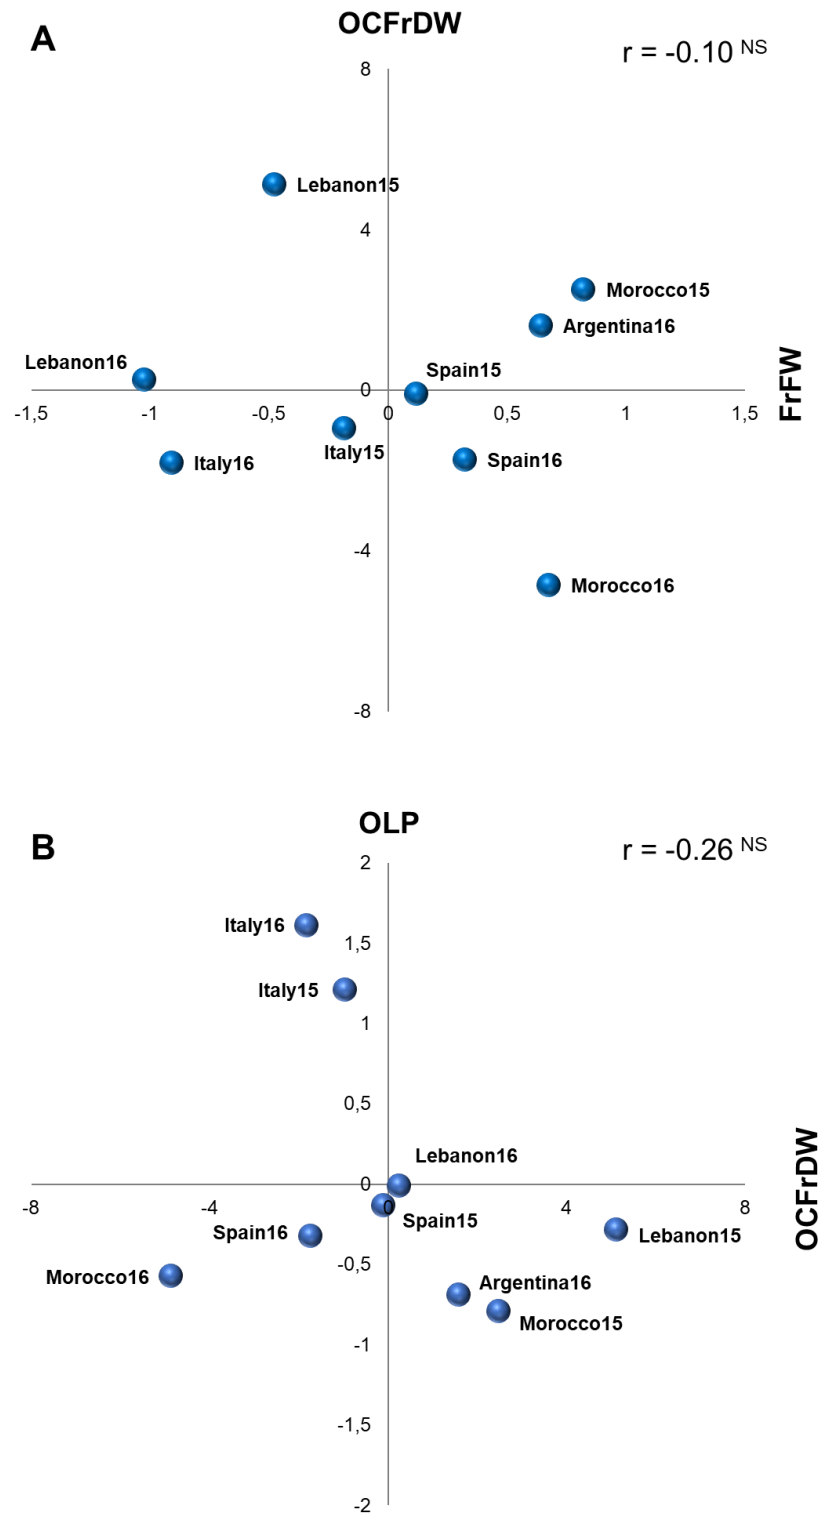 A
OCFrDW
r = -0.10 NS
8
Lebanon15
4
Morocco15
Argentina16
Lebanon16
Spain15
FrFW
0
-1,5
-1
-0,5
0
0,5
1
1,5
Italy15
Italy16
Spain16
-4
Morocco16
-8
B
OLP
r = -0.26 NS
2
Italy16
1,5
Italy15
1
0,5
Lebanon16
OCFrDW
0
-8
-4
0
4
8
Spain15
Spain16
Lebanon15
-0,5
Morocco16
Argentina16
Morocco15
-1
-1,5
-2